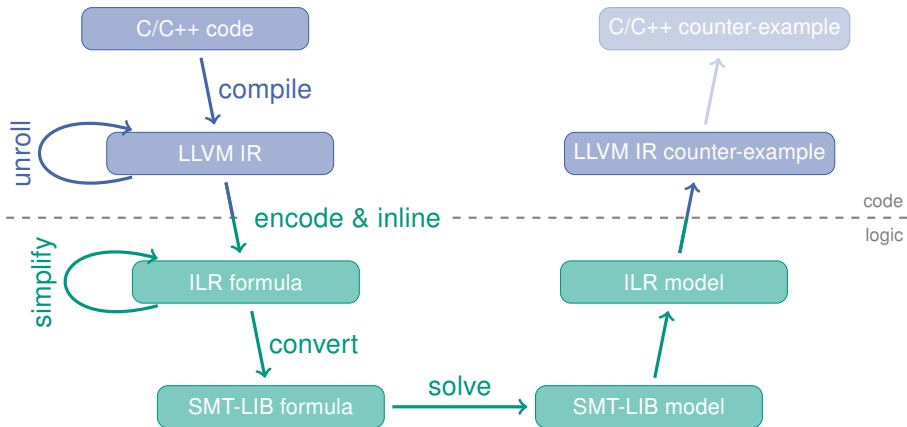 C/C++ code
C/C++ counter-example
compile
unroll
LLVM IR
LLVM IR counter-example
code
encode & inline
logic
simplify
ILR formula
ILR model
convert
solve
SMT-LIB formula
SMT-LIB model